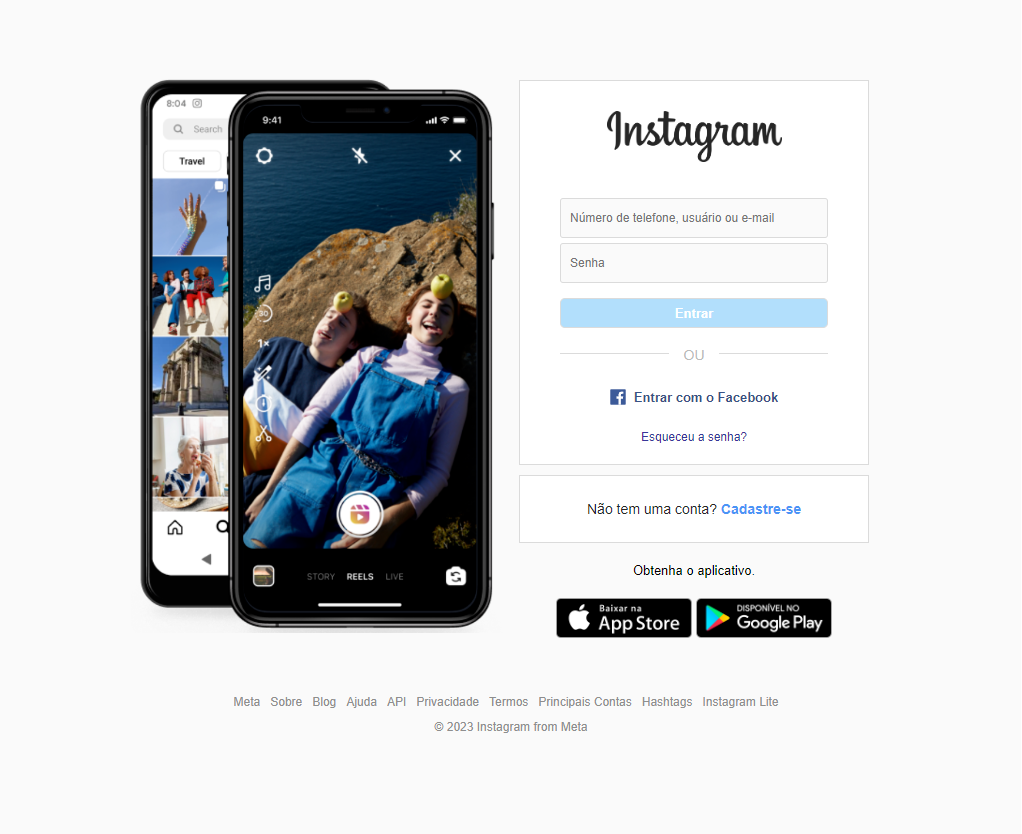 8:04
Search
Travel
9:41
30
1x
STORY REELS LIVE
Instagram
Número de telefone, usuário ou e-mail
Senha
Entrar
OU
Entrar com o Facebook
Esqueceu a senha?
Não tem uma conta? Cadastre-se
Obtenha o aplicativo.
Baixar na
App Store
DISPONÍVEL NO
Google Play
Meta Sobre Blog Ajuda API Privacidade Termos Principais Contas Hashtags Instagram Lite
© 2023 Instagram from Meta